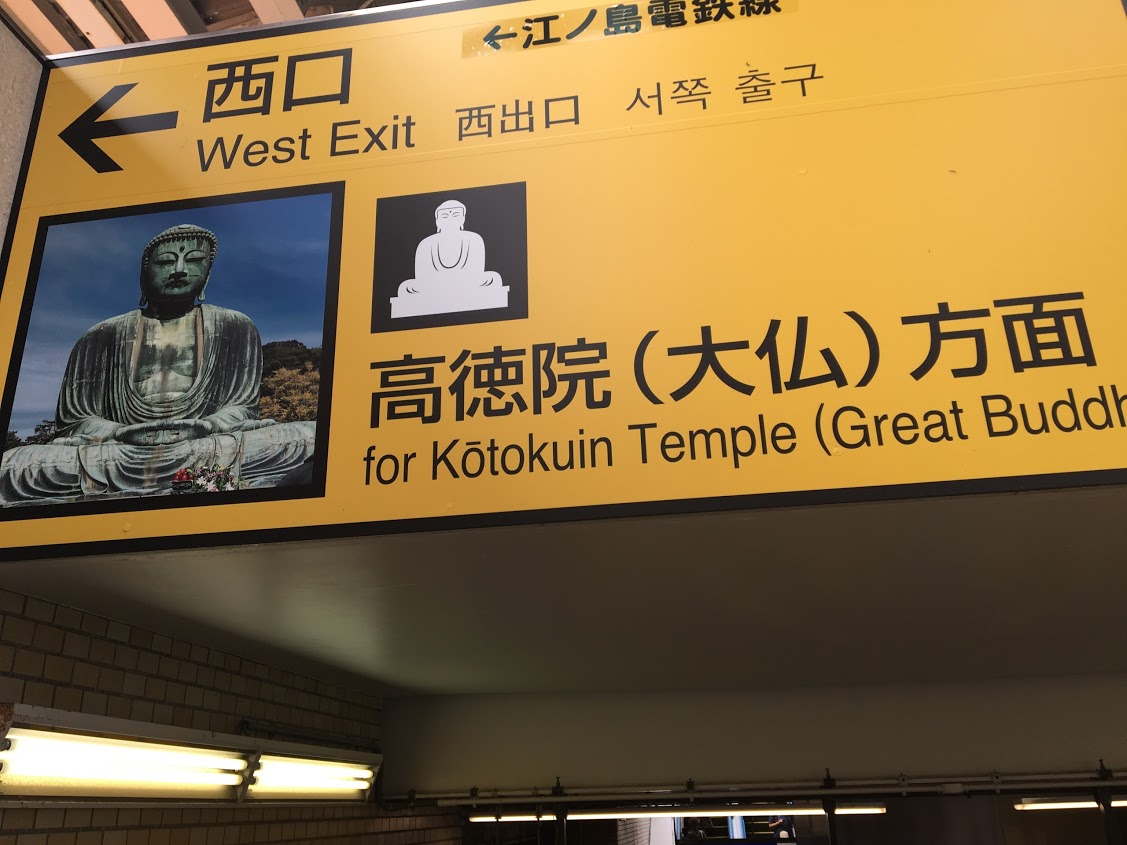 ←江ノ島電鉄線
← 西口
West Exit 西出口 서쪽 출구
高徳院(大仏)方面
for Kōtokuin Temple (Great Buddh